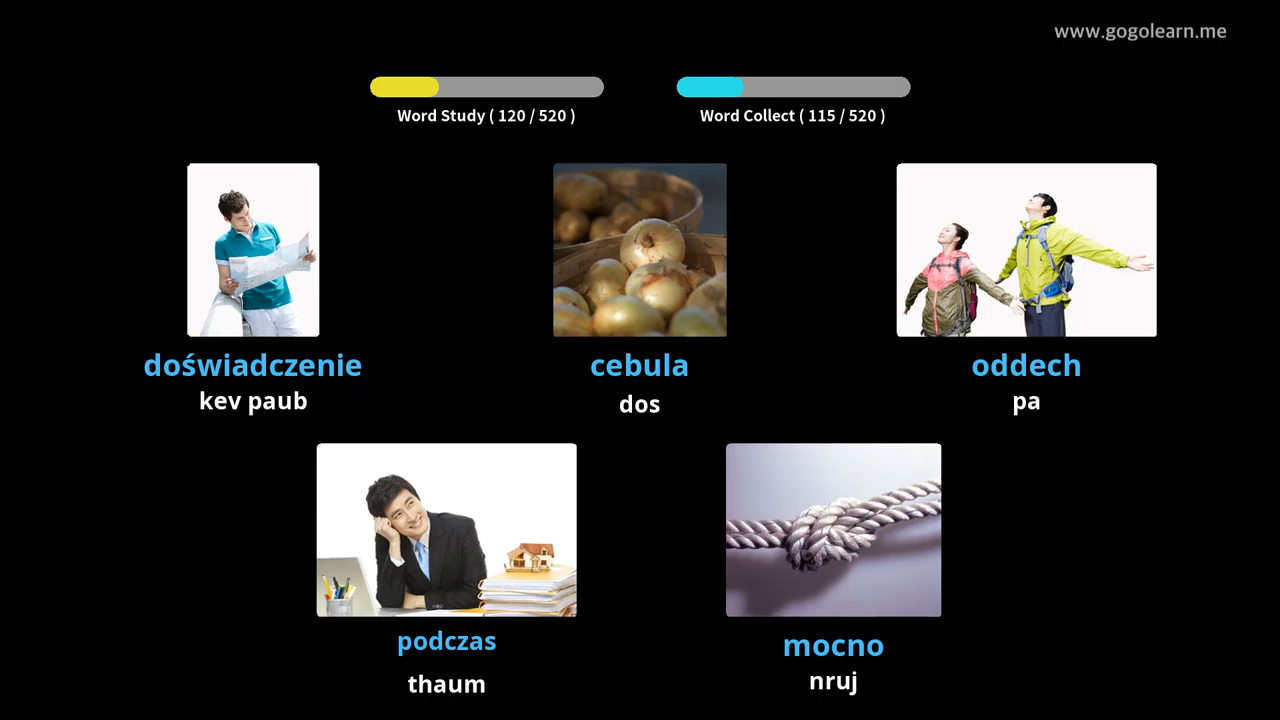 www.gogolearn.me
Word Study ( 120 / 520 )
Word Collect ( 115 / 520 )
doświadczenie
kev paub
cebula
dos
oddech
pa
podczas
thaum
mocno
nruj